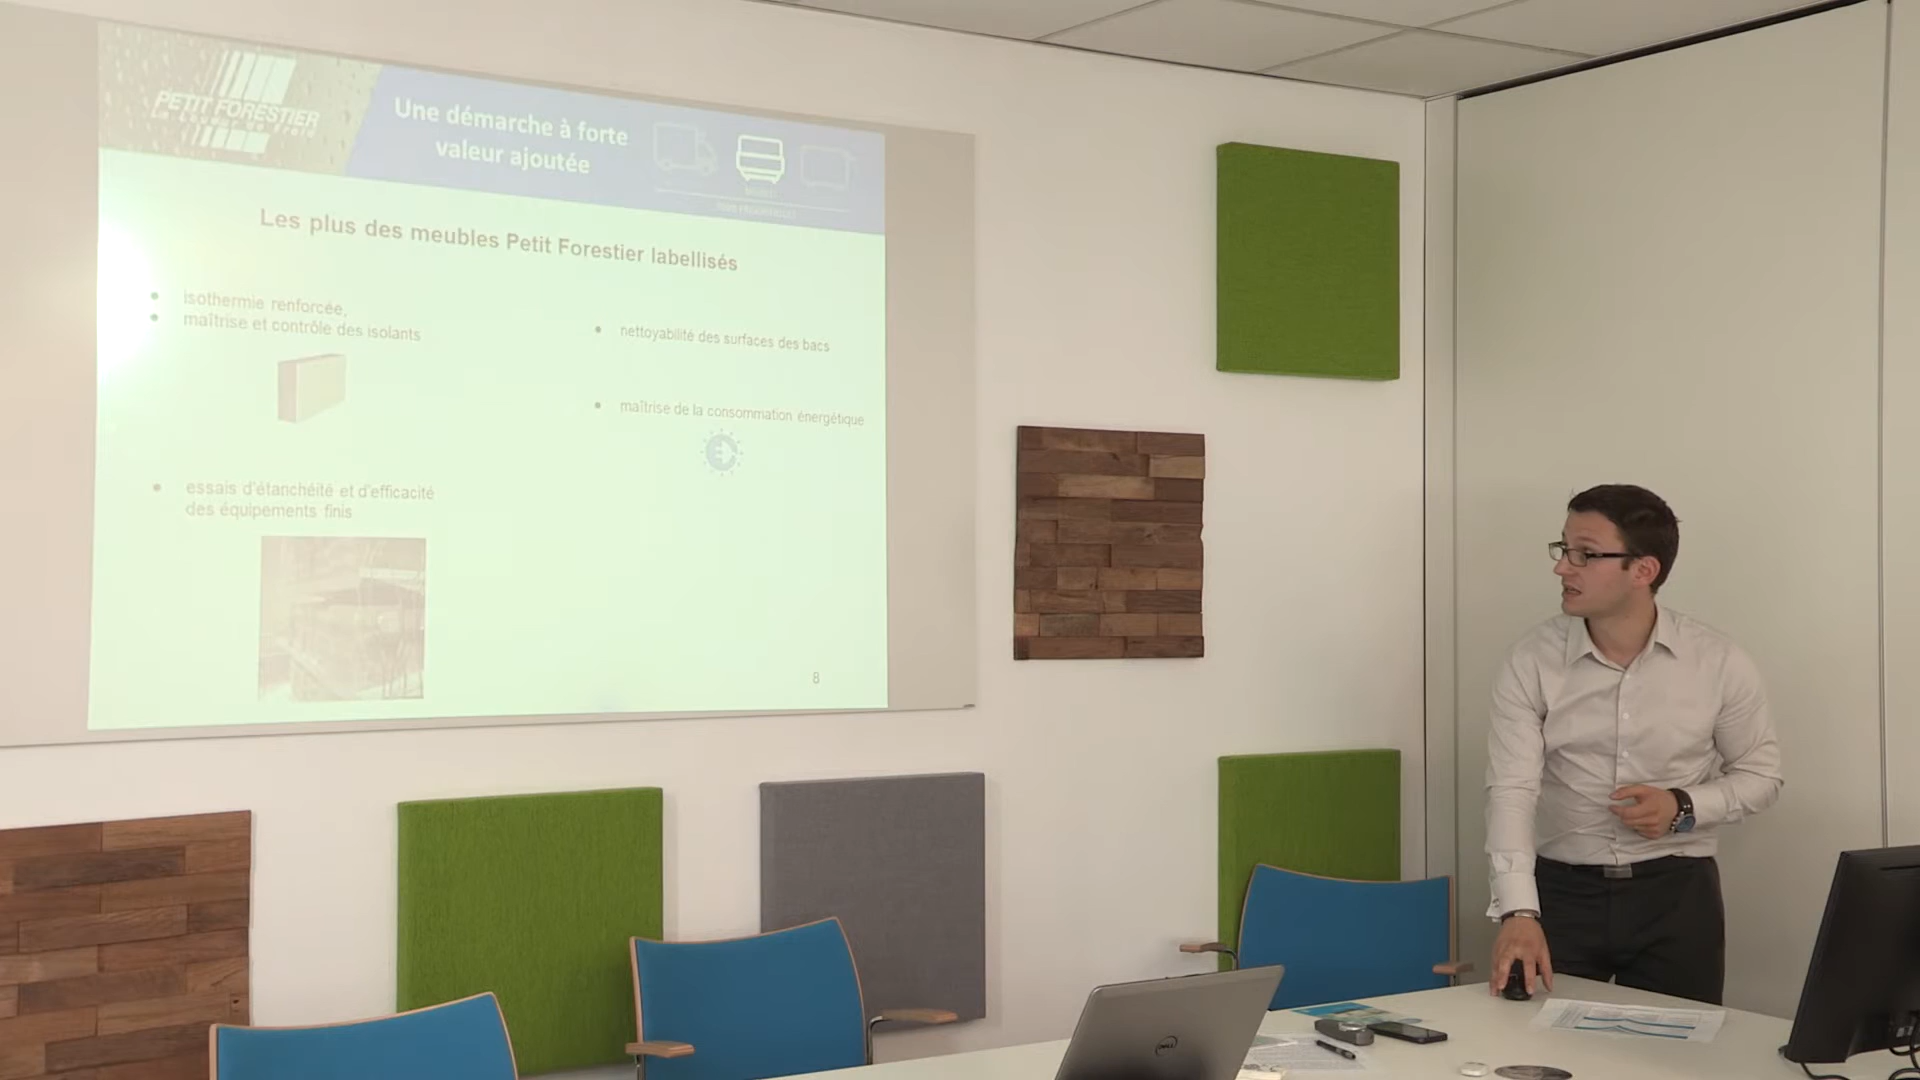 PETIT FORESTIER
Une démarche à forte
valeur ajoutée
Les plus des meubles Petit Forestier labellisés
• isothermie renforcée,
• maîtrise et contrôle des isolants
• nettoyabilité des surfaces des bacs
• maîtrise de la consommation énergétique
• essais d'étanchéité et d'efficacité
des équipements finis
8
DELL